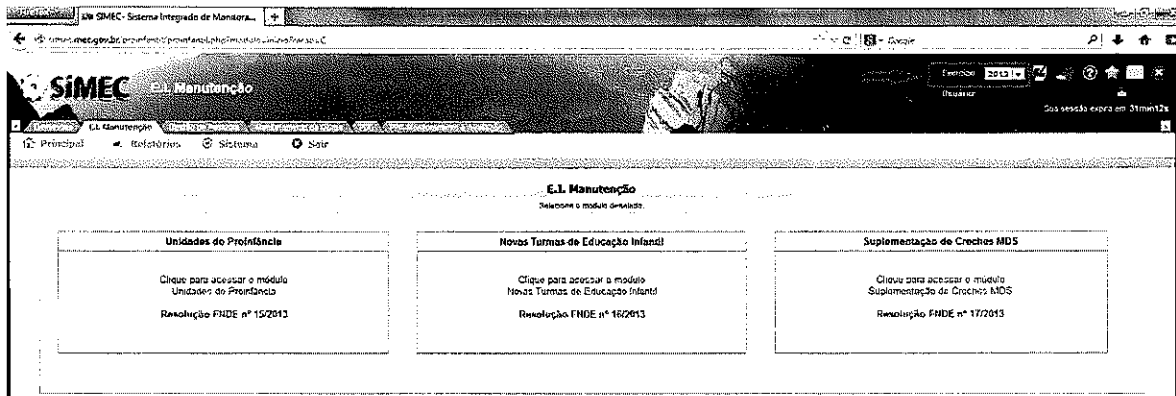 SIMEC- Sistema Integrado de Monitora...
Google
SIMEC E.I. Manutenção
Exercício 2013
Usuário
Sua sessão expira em 31min12s
E.I. Manutenção
Principal Relatórios Sistema Sair
E.I. Manutenção
Selecione o módulo desejado.
Unidades do Proinfância
Clique para acessar o módulo
Unidades do Proinfância
Resolução FNDE nº 15/2013
Novas Turmas de Educação Infantil
Clique para acessar o módulo
Novas Turmas de Educação Infantil
Resolução FNDE nº 16/2013
Suplementação de Creches MDS
Clique para acessar o módulo
Suplementação de Creches MDS
Resolução FNDE nº 17/2013